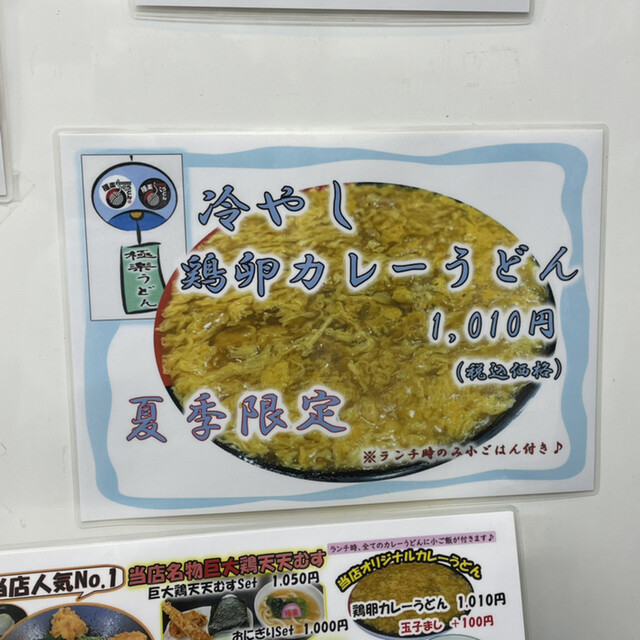 極楽うどん
冷やし
鶏卵カレーうどん
1,010円
(税込価格)
夏季限定
※ランチ時のみ小ごはん付き♪
当店人気No.1
当店名物巨大鶏天天むす
巨大鶏天むすSet 1.050円
おにぎりSet 1.000円
ランチ時、全てのカレーうどんに小ご飯が付きます♪
当店オリジナルカレーうどん
鶏卵カレーうどん 1.010円
玉子まし +100円